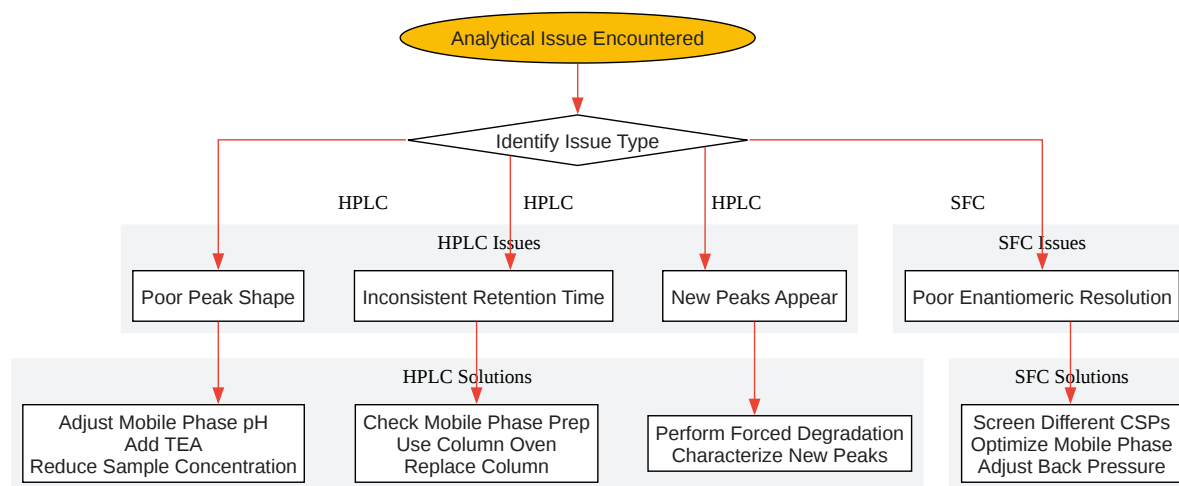 Analytical Issue Encountered
Identify Issue Type
HPLC
HPLC
HPLC
SFC
HPLC Issues
SFC Issues
Poor Peak Shape
Inconsistent Retention Time
New Peaks Appear
Poor Enantiomeric Resolution
HPLC Solutions
SFC Solutions
Adjust Mobile Phase pH
Add TEA
Reduce Sample Concentration
Check Mobile Phase Prep
Use Column Oven
Replace Column
Perform Forced Degradation
Characterize New Peaks
Screen Different CSPs
Optimize Mobile Phase
Adjust Back Pressure